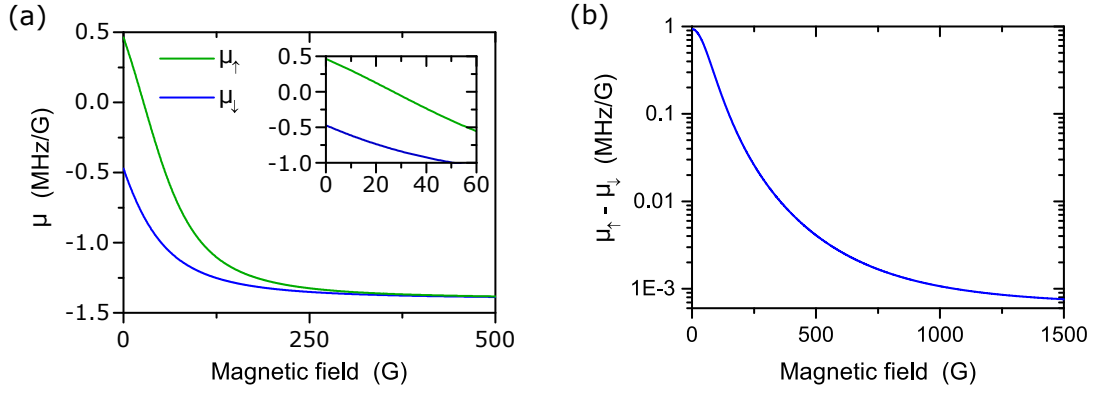 (a)
0.5
0.0
-0.5
-1.0
-1.5
μ (MHz/G)
μ↑
μ↓
0.5
0.0
-0.5
-1.0
0 20 40 60
0 250 500
Magnetic field (G)
(b)
1
0.1
0.01
1E-3
μ↑ - μ↓ (MHz/G)
0 500 1000 1500
Magnetic field (G)